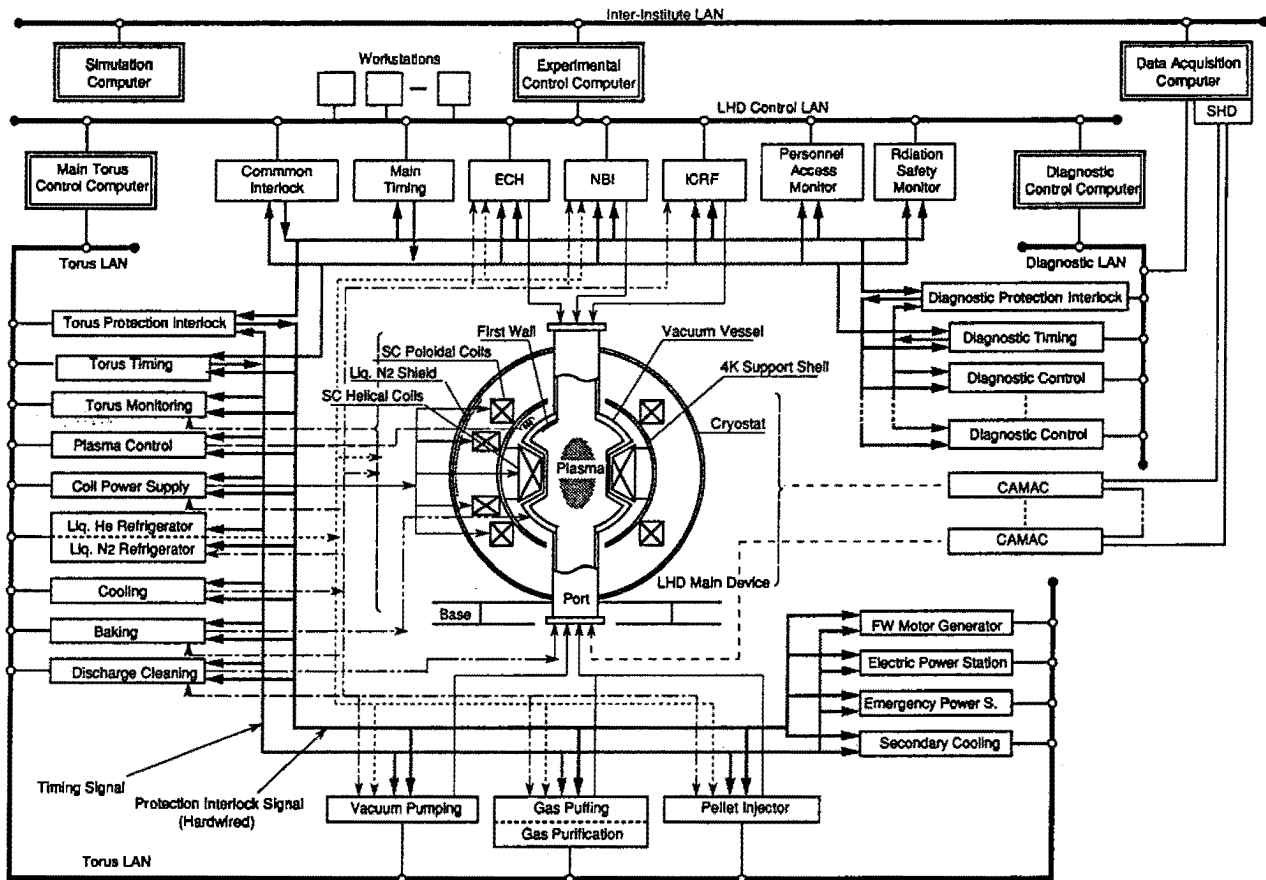 Inter-Institute LAN
Simulation
Computer
Workstations
Experimental
Control Computer
Data Acquisition
Computer
SHD
LHD Control LAN
Main Torus
Control Computer
Commmon
Interlock
Main
Timing
ECH
NBI
ICRF
Personnel
Access
Monitor
Rdiation
Safety
Monitor
Diagnostic
Control Computer
Torus LAN
Diagnostic LAN
Torus Protection Interlock
Torus Timing
Torus Monitoring
Plasma Control
Coil Power Supply
Liq. He Refrigerator
Liq. N2 Refrigerator
Cooling
Baking
Discharge Cleaning
First Wall
SC Poloidal Coils
Liq. N2 Shield
SC Helical Coils
Vacuum Vessel
4K Support Shell
Cryostat
Plasma
LHD Main Device
Port
Base
Diagnostic Protection Interlock
Diagnostic Timing
Diagnostic Control
Diagnostic Control
CAMAC
CAMAC
FW Motor Generator
Electric Power Station
Emergency Power S.
Secondary Cooling
Timing Signal
Protection Interlock Signal
(Hardwired)
Vacuum Pumping
Gas Puffing
Gas Purification
Pellet Injector
Torus LAN